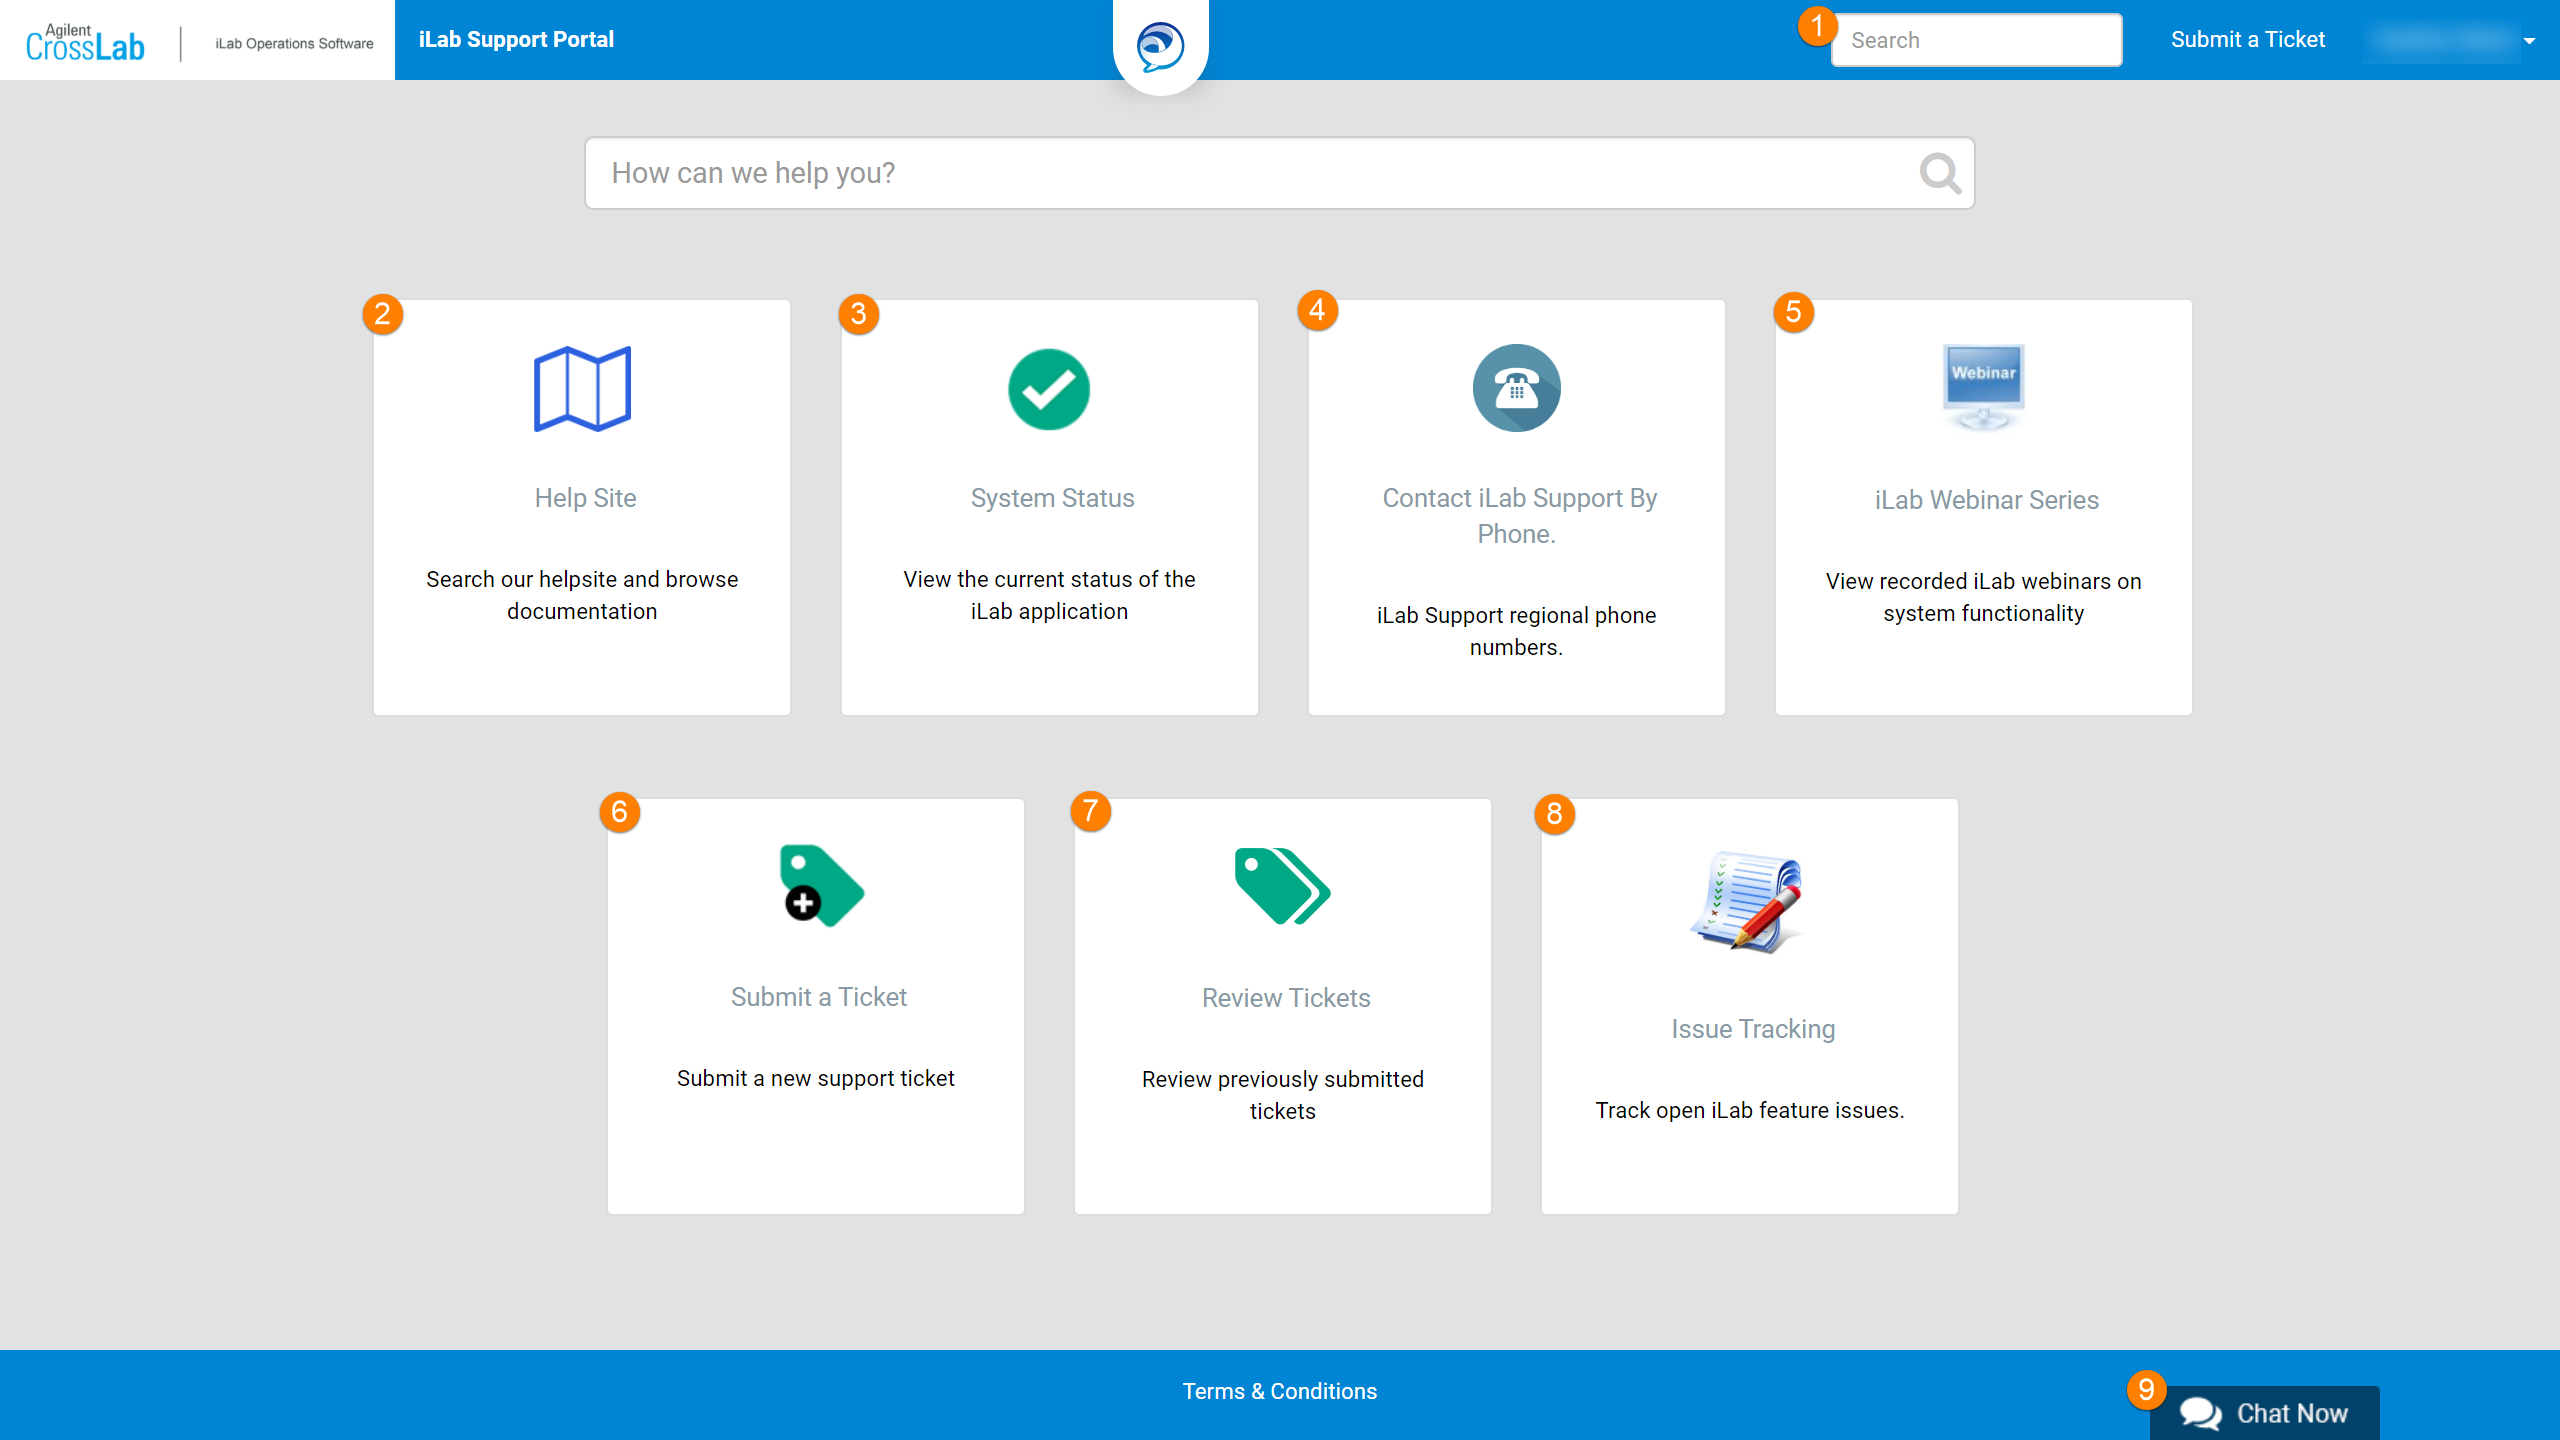 Agilent
CrossLab
iLab Operations Software
iLab Support Portal
1
Search
Submit a Ticket
How can we help you?
2
3
4
5
Webinar
Help Site
System Status
Contact iLab Support By
Phone.
iLab Webinar Series
Search our helpsite and browse
documentation
View the current status of the
iLab application
iLab Support regional phone
numbers.
View recorded iLab webinars on
system functionality
6
7
8
Submit a Ticket
Review Tickets
Issue Tracking
Submit a new support ticket
Review previously submitted
tickets
Track open iLab feature issues.
Terms & Conditions
9
Chat Now